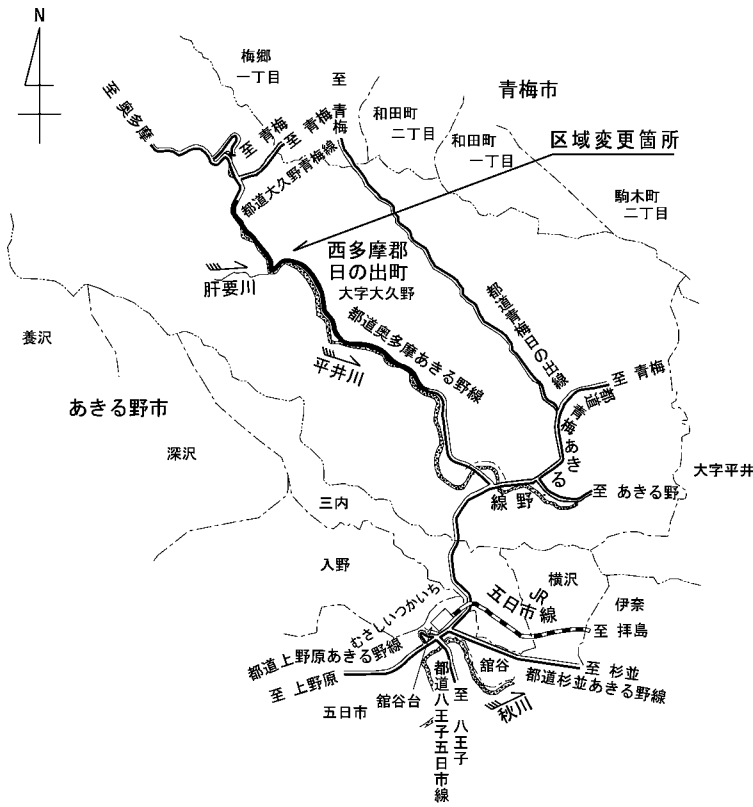 N
梅郷
一丁目
至 奥多摩
至 青梅
至 青梅
至 青梅
和田町
二丁目
青梅市
和田町
一丁目
区域変更箇所
駒木町
二丁目
都道大久野青梅線
西多摩郡
日の出町
大字大久野
肝要川
都道青梅日の出線
養沢
都道奥多摩あきる野線
平井川
至 青梅
あきる野市
都道青梅あきる野線
深沢
大字平井
至 あきる野
三内
入野
横沢
JR
五日市線
伊奈
むさしいつかいち
至 拝島
都道上野原あきる野線
至 上野原
舘谷
至 杉並
都道杉並あきる野線
五日市
舘谷台
都道八王子五日市線
至 八王子
秋川